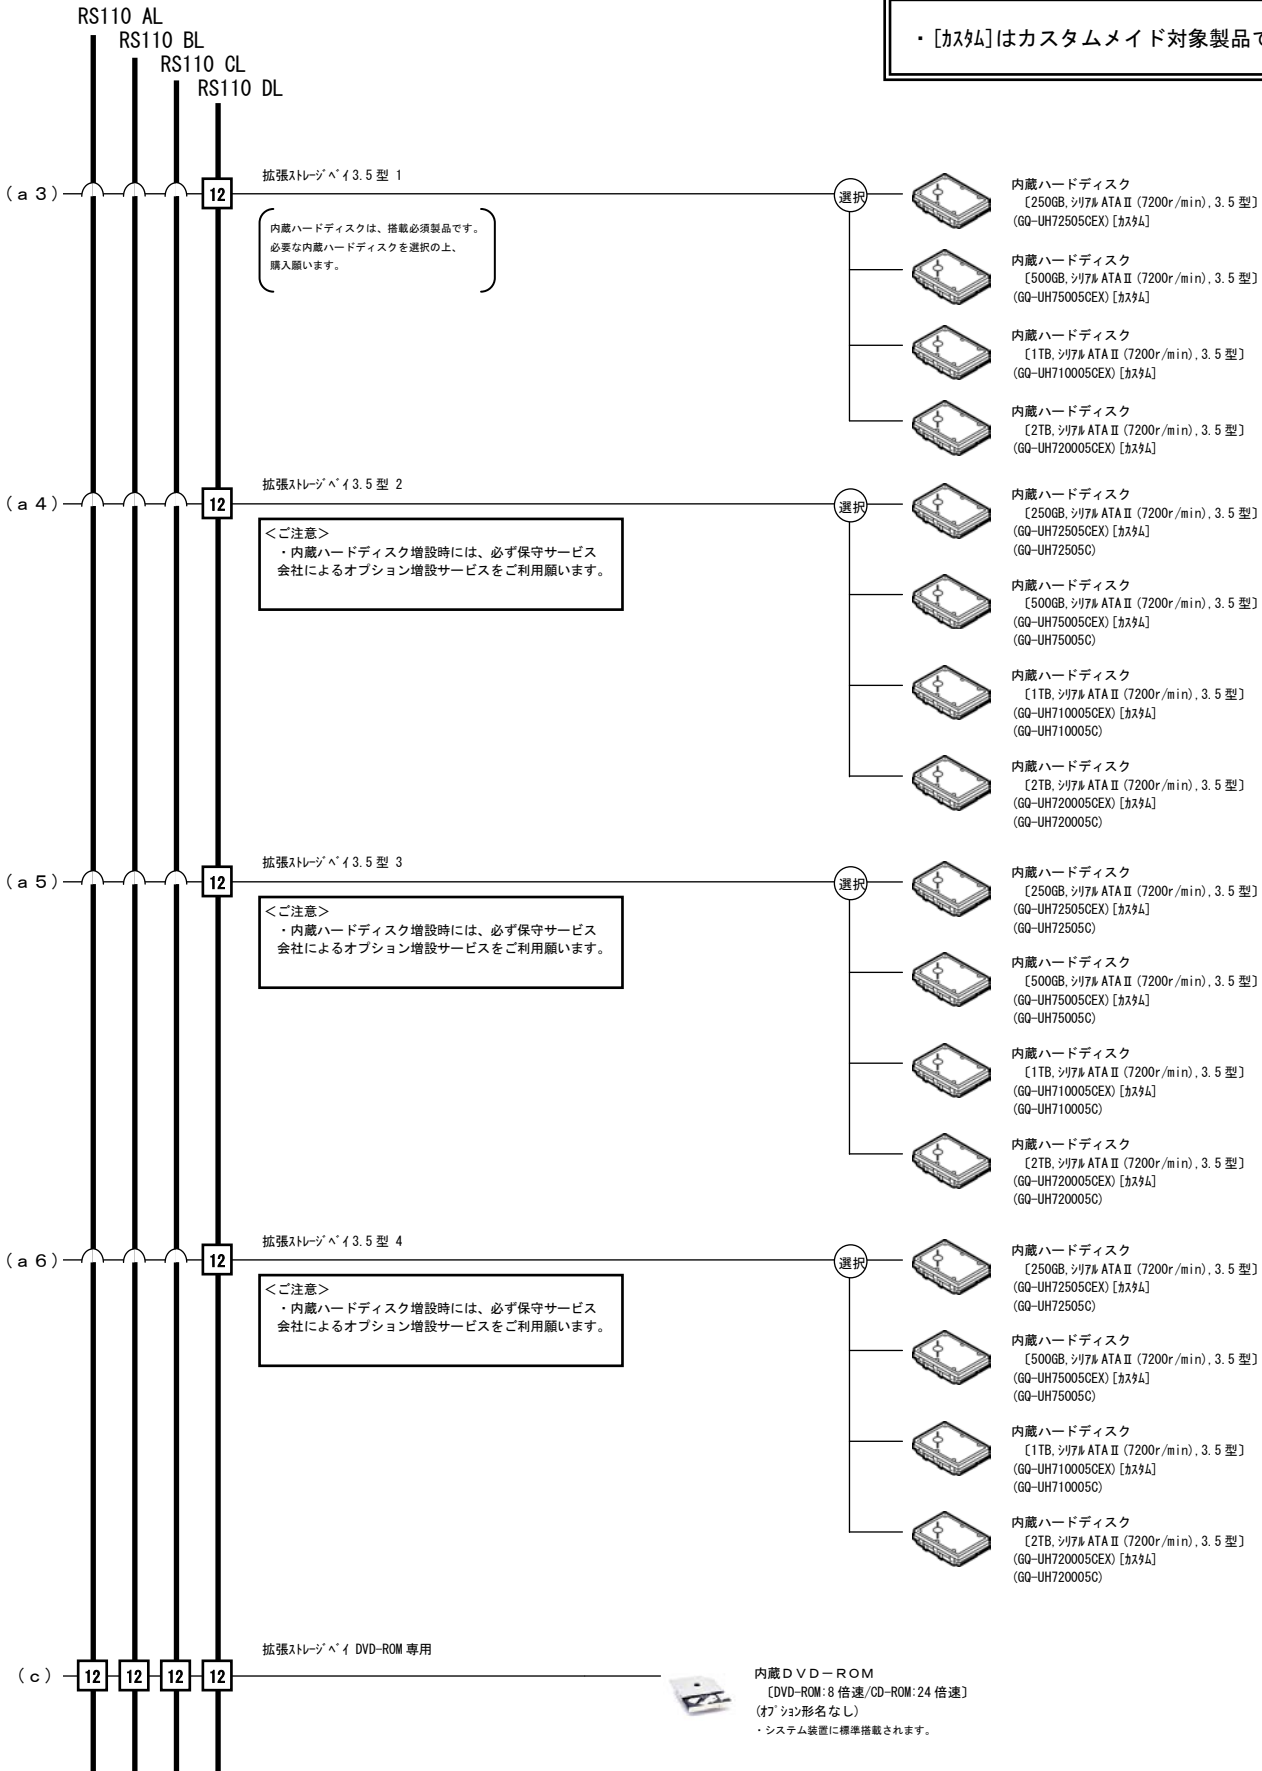 RS110 AL
RS110 BL
RS110 CL
RS110 DL
・[ｶｽﾀﾑ]はカスタムメイド対象製品で
(a3)
12
拡張ｽﾄﾚｰｼﾞﾍﾞｲ3.5型 1
内蔵ハードディスクは、搭載必須製品です。
必要な内蔵ハードディスクを選択の上、
購入願います。
選択
内蔵ハードディスク
〔250GB,ｼﾘｱﾙATAⅡ(7200r/min),3.5型〕
(GQ-UH72505CEX)[ｶｽﾀﾑ]
内蔵ハードディスク
〔500GB,ｼﾘｱﾙATAⅡ(7200r/min),3.5型〕
(GQ-UH75005CEX)[ｶｽﾀﾑ]
内蔵ハードディスク
〔1TB,ｼﾘｱﾙATAⅡ(7200r/min),3.5型〕
(GQ-UH710005CEX)[ｶｽﾀﾑ]
内蔵ハードディスク
〔2TB,ｼﾘｱﾙATAⅡ(7200r/min),3.5型〕
(GQ-UH720005CEX)[ｶｽﾀﾑ]
(a4)
12
拡張ｽﾄﾚｰｼﾞﾍﾞｲ3.5型 2
＜ご注意＞
・内蔵ハードディスク増設時には、必ず保守サービス
会社によるオプション増設サービスをご利用願います。
選択
内蔵ハードディスク
〔250GB,ｼﾘｱﾙATAⅡ(7200r/min),3.5型〕
(GQ-UH72505CEX)[ｶｽﾀﾑ]
(GQ-UH72505C)
内蔵ハードディスク
〔500GB,ｼﾘｱﾙATAⅡ(7200r/min),3.5型〕
(GQ-UH75005CEX)[ｶｽﾀﾑ]
(GQ-UH75005C)
内蔵ハードディスク
〔1TB,ｼﾘｱﾙATAⅡ(7200r/min),3.5型〕
(GQ-UH710005CEX)[ｶｽﾀﾑ]
(GQ-UH710005C)
内蔵ハードディスク
〔2TB,ｼﾘｱﾙATAⅡ(7200r/min),3.5型〕
(GQ-UH720005CEX)[ｶｽﾀﾑ]
(GQ-UH720005C)
(a5)
12
拡張ｽﾄﾚｰｼﾞﾍﾞｲ3.5型 3
＜ご注意＞
・内蔵ハードディスク増設時には、必ず保守サービス
会社によるオプション増設サービスをご利用願います。
選択
内蔵ハードディスク
〔250GB,ｼﾘｱﾙATAⅡ(7200r/min),3.5型〕
(GQ-UH72505CEX)[ｶｽﾀﾑ]
(GQ-UH72505C)
内蔵ハードディスク
〔500GB,ｼﾘｱﾙATAⅡ(7200r/min),3.5型〕
(GQ-UH75005CEX)[ｶｽﾀﾑ]
(GQ-UH75005C)
内蔵ハードディスク
〔1TB,ｼﾘｱﾙATAⅡ(7200r/min),3.5型〕
(GQ-UH710005CEX)[ｶｽﾀﾑ]
(GQ-UH710005C)
内蔵ハードディスク
〔2TB,ｼﾘｱﾙATAⅡ(7200r/min),3.5型〕
(GQ-UH720005CEX)[ｶｽﾀﾑ]
(GQ-UH720005C)
(a6)
12
拡張ｽﾄﾚｰｼﾞﾍﾞｲ3.5型 4
＜ご注意＞
・内蔵ハードディスク増設時には、必ず保守サービス
会社によるオプション増設サービスをご利用願います。
選択
内蔵ハードディスク
〔250GB,ｼﾘｱﾙATAⅡ(7200r/min),3.5型〕
(GQ-UH72505CEX)[ｶｽﾀﾑ]
(GQ-UH72505C)
内蔵ハードディスク
〔500GB,ｼﾘｱﾙATAⅡ(7200r/min),3.5型〕
(GQ-UH75005CEX)[ｶｽﾀﾑ]
(GQ-UH75005C)
内蔵ハードディスク
〔1TB,ｼﾘｱﾙATAⅡ(7200r/min),3.5型〕
(GQ-UH710005CEX)[ｶｽﾀﾑ]
(GQ-UH710005C)
内蔵ハードディスク
〔2TB,ｼﾘｱﾙATAⅡ(7200r/min),3.5型〕
(GQ-UH720005CEX)[ｶｽﾀﾑ]
(GQ-UH720005C)
(c)
12 12 12 12
拡張ｽﾄﾚｰｼﾞﾍﾞｲ DVD-ROM専用
内蔵ＤＶＤ－ＲＯＭ
〔DVD-ROM:8倍速/CD-ROM:24倍速〕
(ｵﾌﾟｼｮﾝ形名なし)
・システム装置に標準搭載されます。